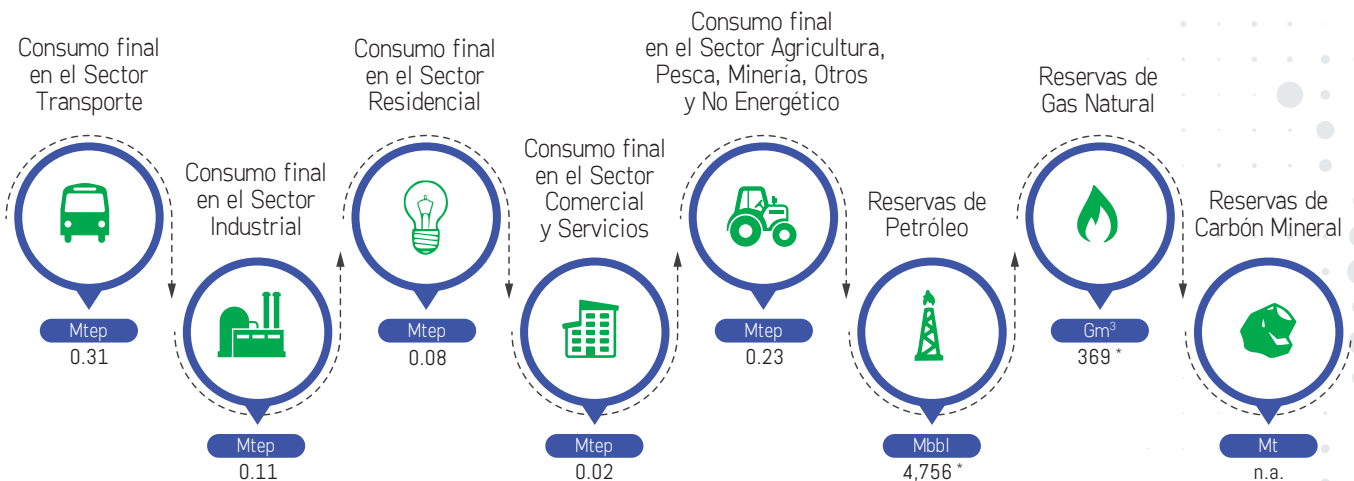 Consumo final
en el Sector
Transporte
Mtep
0.31
Consumo final
en el Sector
Industrial
Mtep
0.11
Consumo final
en el Sector
Residencial
Mtep
0.08
Consumo final
en el Sector
Comercial
y Servicios
Mtep
0.02
Consumo final
en el Sector Agricultura,
Pesca, Minería, Otros
y No Energético
Mtep
0.23
Reservas de
Petróleo
Mbbl
4,756 *
Reservas de
Gas Natural
Gm³
369 *
Reservas de
Carbón Mineral
Mt
n.a.